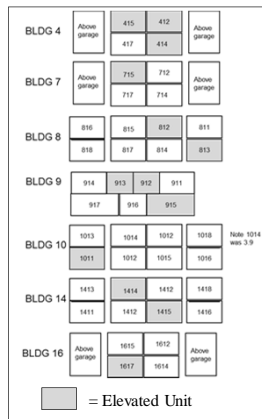 BLDG 4
Above garage
415 412
417 414
Above garage
BLDG 7
Above garage
715 712
717 714
Above garage
BLDG 8
816 815 812 811
818 817 814 813
BLDG 9
914 913 912 911
917 916 915
BLDG 10
1013 1014 1012 1018
1011 1012 1015 1016
Note 1014
was 3.9
BLDG 14
1413 1414 1412 1418
1411 1412 1415 1416
BLDG 16
Above garage
1615 1612
1617 1614
Above garage
= Elevated Unit